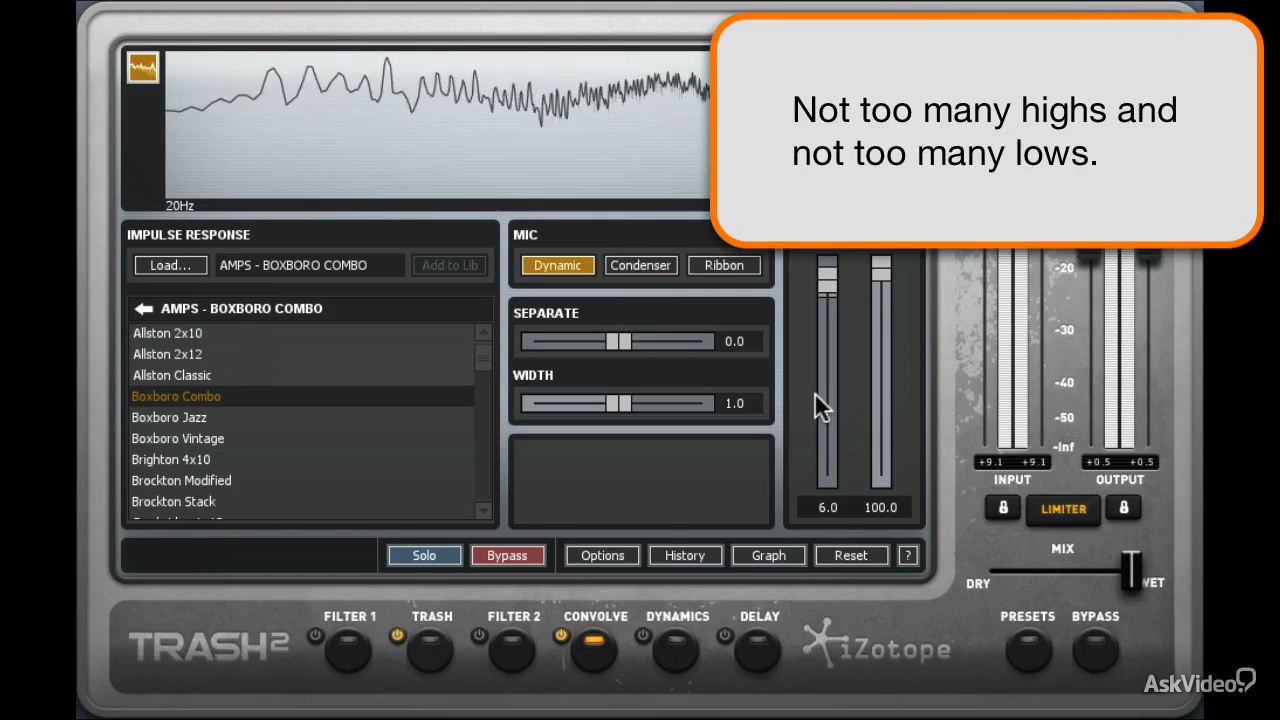 Not too many highs and
not too many lows.
20Hz
IMPULSE RESPONSE
Load... AMPS - BOXBORO COMBO Add to Lib
AMPS - BOXBORO COMBO
Allston 2x10
Allston 2x12
Allston Classic
Boxboro Combo
Boxboro Jazz
Boxboro Vintage
Brighton 4x10
Brockton Modified
Brockton Stack
MIC
Dynamic Condenser Ribbon
SEPARATE
0.0
WIDTH
1.0
6.0 100.0
-20
-30
-40
-50
-Inf
+9.1 +9.1 +0.5 +0.5
INPUT OUTPUT
LIMITER
MIX
DRY WET
Solo Bypass Options History Graph Reset ?
FILTER 1 TRASH FILTER 2 CONVOLVE DYNAMICS DELAY PRESETS BYPASS
TRASH2
iZotope
AskVideo